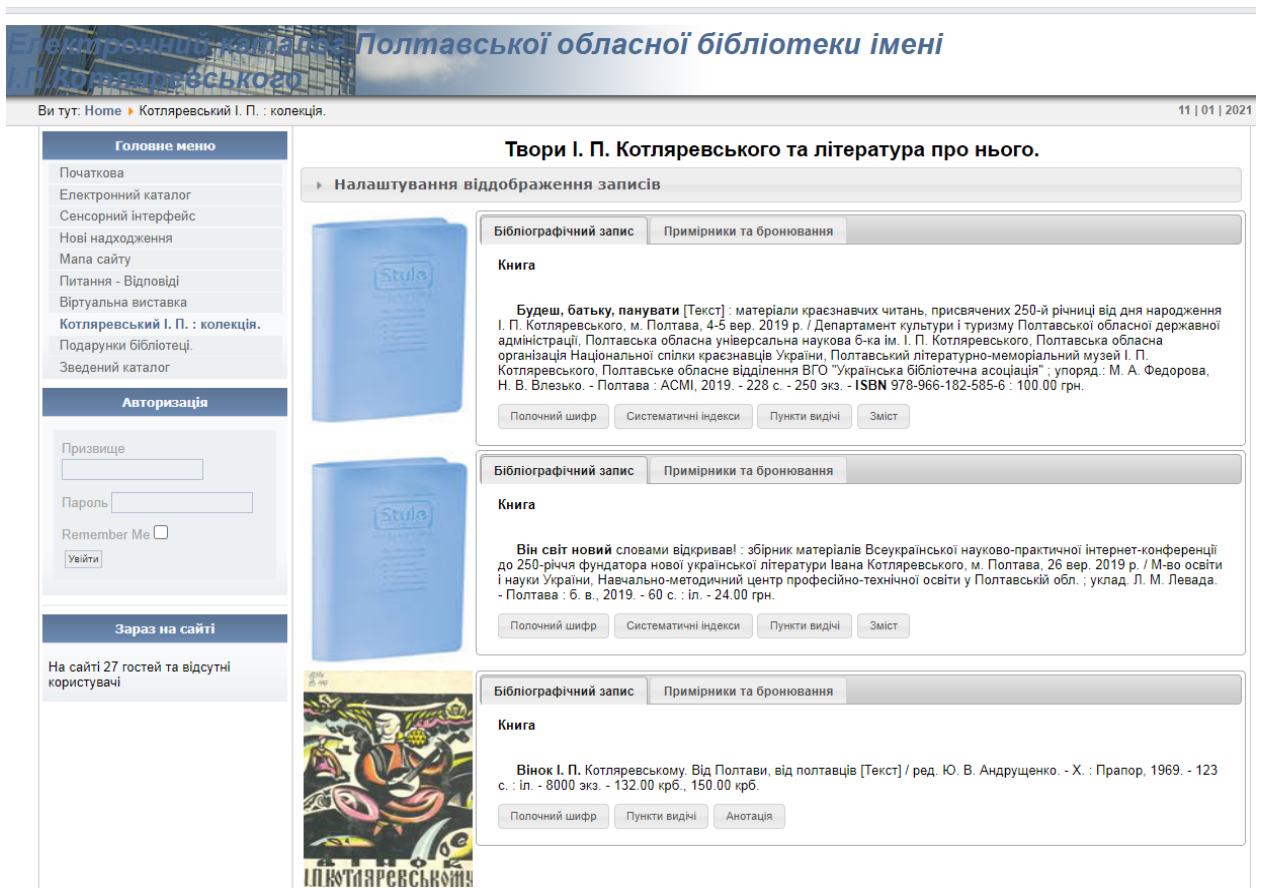 Електронний каталог Полтавської обласної бібліотеки імені
І.П.Котляревського
Ви тут: Home Котляревський І. П. : колекція.
11 | 01 | 2021
Головне меню
Початкова
Електронний каталог
Сенсорний інтерфейс
Нові надходження
Мапа сайту
Питання - Відповіді
Віртуальна виставка
Котляревський І. П. : колекція.
Подарунки бібліотеці.
Зведений каталог
Авторизація
Призвище
Пароль
Remember Me
Увійти
Зараз на сайті
На сайті 27 гостей та відсутні
користувачі
Твори І. П. Котляревського та література про нього.
Налаштування віддображення записів
Style
Бібліографічний запис Примірники та бронювання
Книга
Будеш, батьку, панувати [Текст] : матеріали краєзнавчих читань, присвячених 250-й річниці від дня народження
І. П. Котляревського, м. Полтава, 4-5 вер. 2019 р. / Департамент культури і туризму Полтавської обласної державної
адміністрації, Полтавська обласна універсальна наукова б-ка ім. І. П. Котляревського, Полтавська обласна
організація Національної спілки краєзнавців України, Полтавський літературно-меморіальний музей І. П.
Котляревського, Полтавське обласне відділення ВГО "Українська бібліотечна асоціація" ; упоряд.: М. А. Федорова,
Н. В. Влезько. - Полтава : АСМІ, 2019. - 228 с. - 250 экз. - ISBN 978-966-182-585-6 : 100.00 грн.
Полочний шифр Систематичні індекси Пункти видічі Зміст
Style
Бібліографічний запис Примірники та бронювання
Книга
Він світ новий словами відкривав! : збірник матеріалів Всеукраїнської науково-практичної інтернет-конференції
до 250-річчя фундатора нової української літератури Івана Котляревського, м. Полтава, 26 вер. 2019 р. / М-во освіти
і науки України, Навчально-методичний центр професійно-технічної освіти у Полтавській обл. ; уклад. Л. М. Левада.
- Полтава : б. в., 2019. - 60 с. : іл. - 24.00 грн.
Полочний шифр Систематичні індекси Пункти видічі Зміст
ВІНОК
І.П.КОТЛЯРЕВСЬКОМУ
Бібліографічний запис Примірники та бронювання
Книга
Вінок І. П. Котляревському. Від Полтави, від полтавців [Текст] / ред. Ю. В. Андрущенко. - Х. : Прапор, 1969. - 123
с. : іл. - 8000 экз. - 132.00 крб., 150.00 крб.
Полочний шифр Пункти видічі Анотація